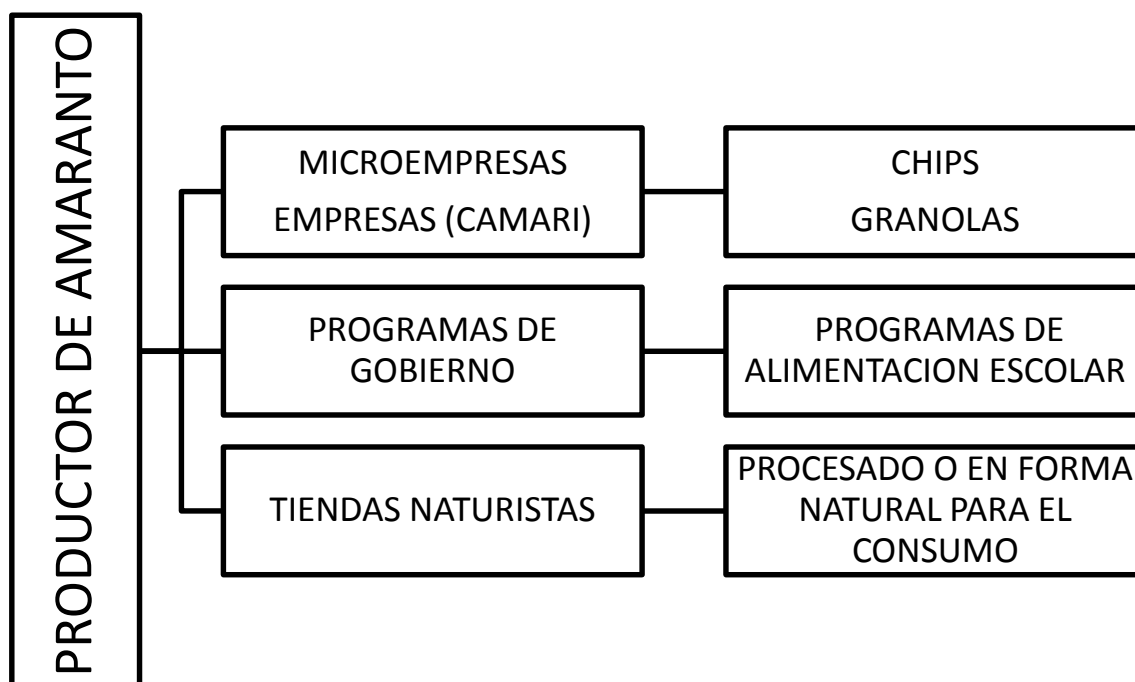 PRODUCTOR DE AMARANTO
MICROEMPRESAS
EMPRESAS (CAMARI)
CHIPS
GRANOLAS
PROGRAMAS DE
GOBIERNO
PROGRAMAS DE
ALIMENTACION ESCOLAR
TIENDAS NATURISTAS
PROCESADO O EN FORMA
NATURAL PARA EL
CONSUMO